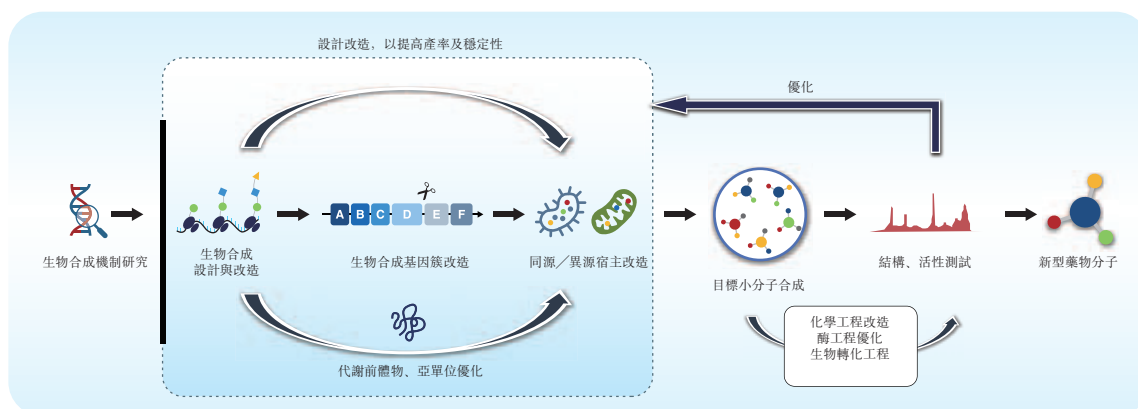 設計改造，以提高產率及穩定性
優化
A B C D E F
生物合成機制研究
生物合成
設計與改造
生物合成基因簇改造
同源／異源宿主改造
目標小分子合成
結構、活性測試
新型藥物分子
代謝前體物、亞單位優化
化學工程改造
酶工程優化
生物轉化工程